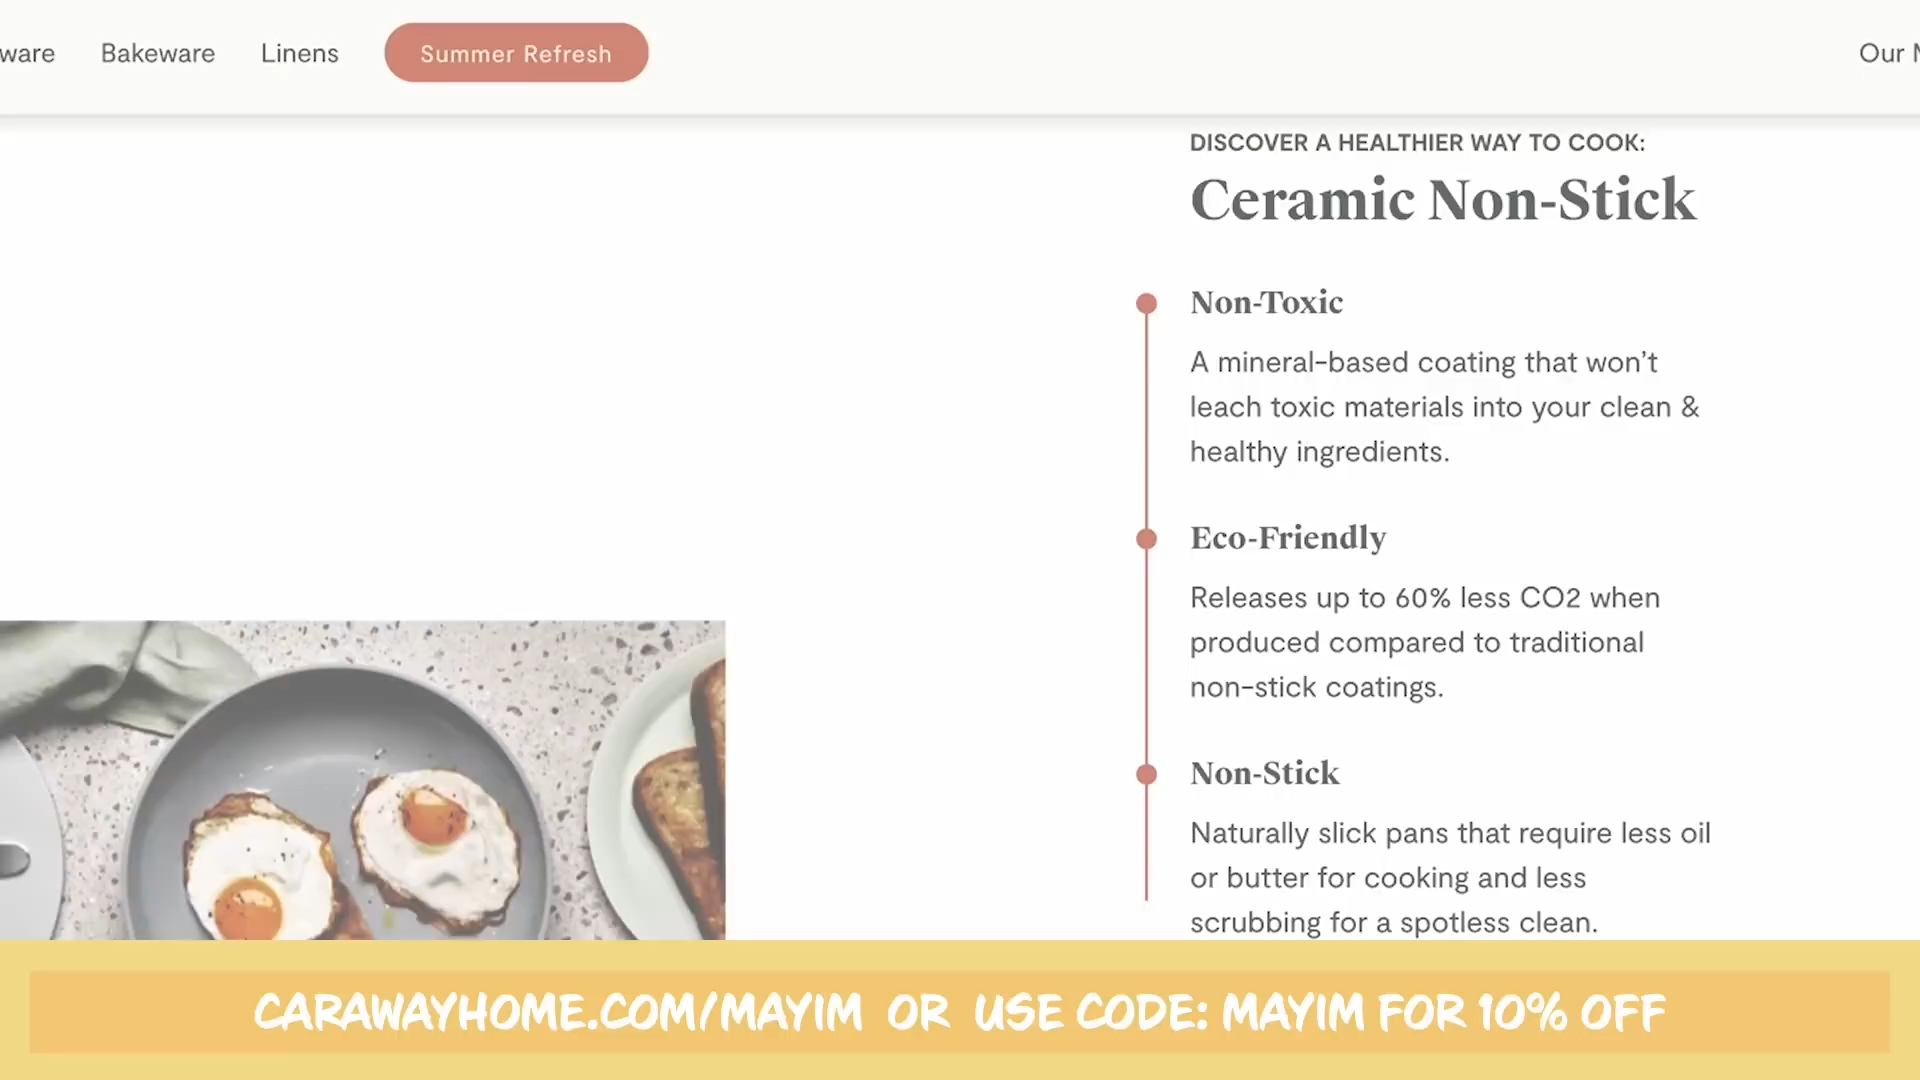 ware Bakeware Linens Summer Refresh Our
DISCOVER A HEALTHIER WAY TO COOK:
Ceramic Non-Stick
Non-Toxic
A mineral-based coating that won't
leach toxic materials into your clean &
healthy ingredients.
Eco-Friendly
Releases up to 60% less CO2 when
produced compared to traditional
non-stick coatings.
Non-Stick
Naturally slick pans that require less oil
or butter for cooking and less
scrubbing for a spotless clean.
CARAWAYHOME.COM/MAYIM OR USE CODE: MAYIM FOR 10% OFF